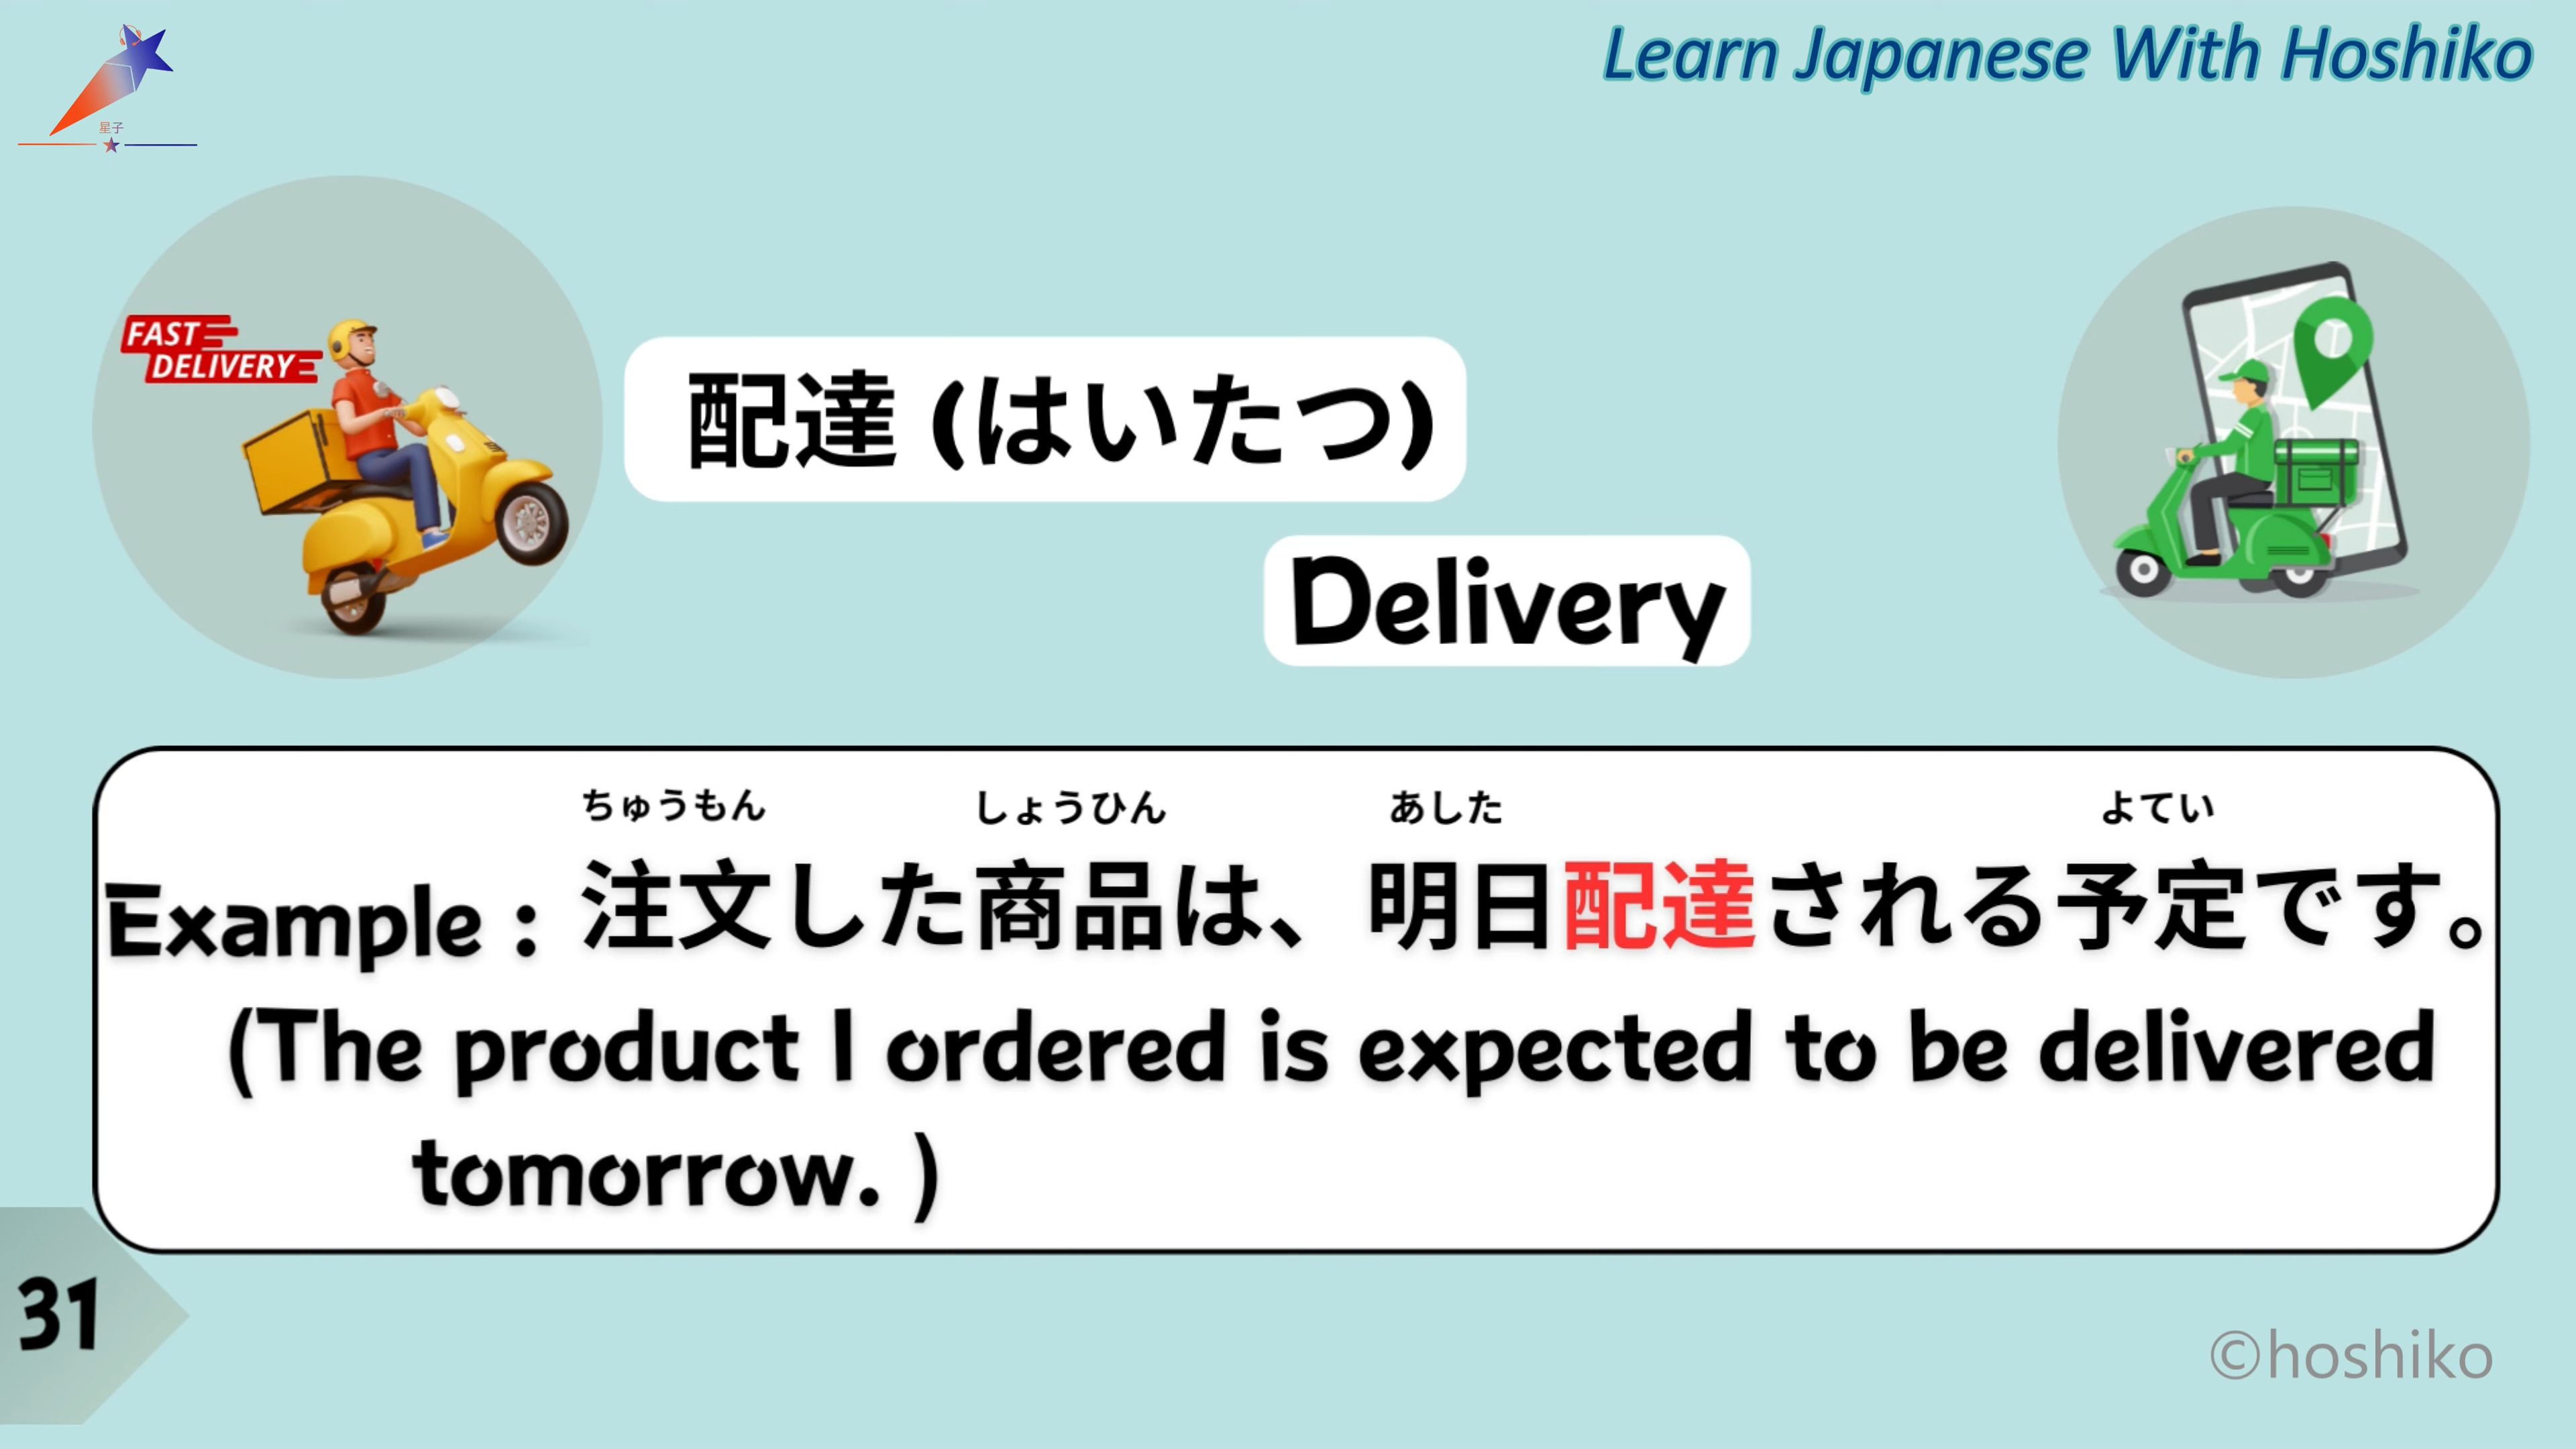 Learn Japanese With Hoshiko
星子
FAST
DELIVERY
配達 (はいたつ)
Delivery
ちゅうもん しょうひん あした よてい
Example : 注文した商品は、明日配達される予定です。
(The product I ordered is expected to be delivered
tomorrow. )
31
©hoshiko